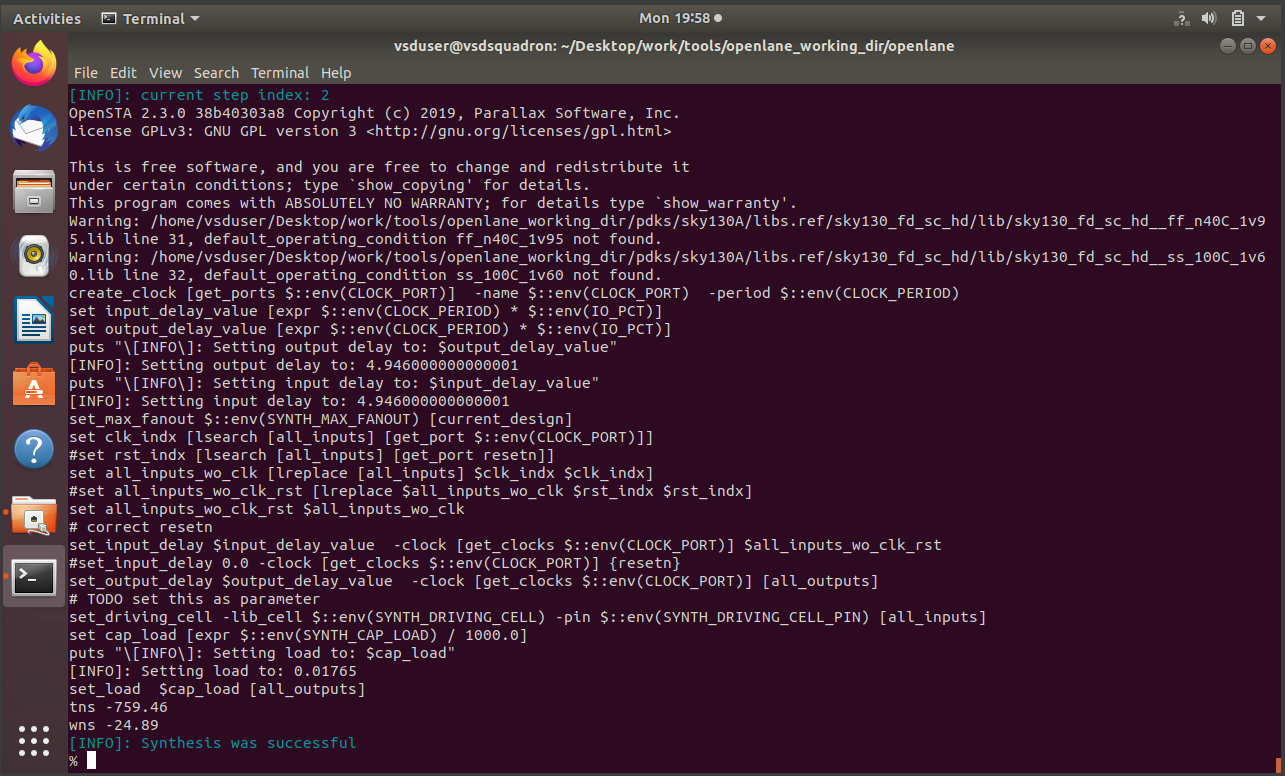 Activities Terminal Mon 19:58
vsduser@vsdsquadron: ~/Desktop/work/tools/openlane_working_dir/openlane
File Edit View Search Terminal Help
[INFO]: current step index: 2
OpenSTA 2.3.0 38b40303a8 Copyright (c) 2019, Parallax Software, Inc.
License GPLv3: GNU GPL version 3 <http://gnu.org/licenses/gpl.html>
This is free software, and you are free to change and redistribute it
under certain conditions; type `show_copying' for details.
This program comes with ABSOLUTELY NO WARRANTY; for details type `show_warranty'.
Warning: /home/vsduser/Desktop/work/tools/openlane_working_dir/pdks/sky130A/libs.ref/sky130_fd_sc_hd/lib/sky130_fd_sc_hd__ff_n40C_1v9
5.lib line 31, default_operating_condition ff_n40C_1v95 not found.
Warning: /home/vsduser/Desktop/work/tools/openlane_working_dir/pdks/sky130A/libs.ref/sky130_fd_sc_hd/lib/sky130_fd_sc_hd__ss_100C_1v6
0.lib line 32, default_operating_condition ss_100C_1v60 not found.
create_clock [get_ports $::env(CLOCK_PORT)]  -name $::env(CLOCK_PORT)  -period $::env(CLOCK_PERIOD)
set input_delay_value [expr $::env(CLOCK_PERIOD) * $::env(IO_PCT)]
set output_delay_value [expr $::env(CLOCK_PERIOD) * $::env(IO_PCT)]
puts "\[INFO\]: Setting output delay to: $output_delay_value"
[INFO]: Setting output delay to: 4.946000000000001
puts "\[INFO\]: Setting input delay to: $input_delay_value"
[INFO]: Setting input delay to: 4.946000000000001
set_max_fanout $::env(SYNTH_MAX_FANOUT) [current_design]
set clk_indx [lsearch [all_inputs] [get_port $::env(CLOCK_PORT)]]
#set rst_indx [lsearch [all_inputs] [get_port resetn]]
set all_inputs_wo_clk [lreplace [all_inputs] $clk_indx $clk_indx]
#set all_inputs_wo_clk_rst [lreplace $all_inputs_wo_clk $rst_indx $rst_indx]
set all_inputs_wo_clk_rst $all_inputs_wo_clk
# correct resetn
set_input_delay $input_delay_value  -clock [get_clocks $::env(CLOCK_PORT)] $all_inputs_wo_clk_rst
#set_input_delay 0.0 -clock [get_clocks $::env(CLOCK_PORT)] {resetn}
set_output_delay $output_delay_value  -clock [get_clocks $::env(CLOCK_PORT)] [all_outputs]
# TODO set this as parameter
set_driving_cell -lib_cell $::env(SYNTH_DRIVING_CELL) -pin $::env(SYNTH_DRIVING_CELL_PIN) [all_inputs]
set cap_load [expr $::env(SYNTH_CAP_LOAD) / 1000.0]
puts "\[INFO\]: Setting load to: $cap_load"
[INFO]: Setting load to: 0.01765
set_load  $cap_load [all_outputs]
tns -759.46
wns -24.89
[INFO]: Synthesis was successful
%